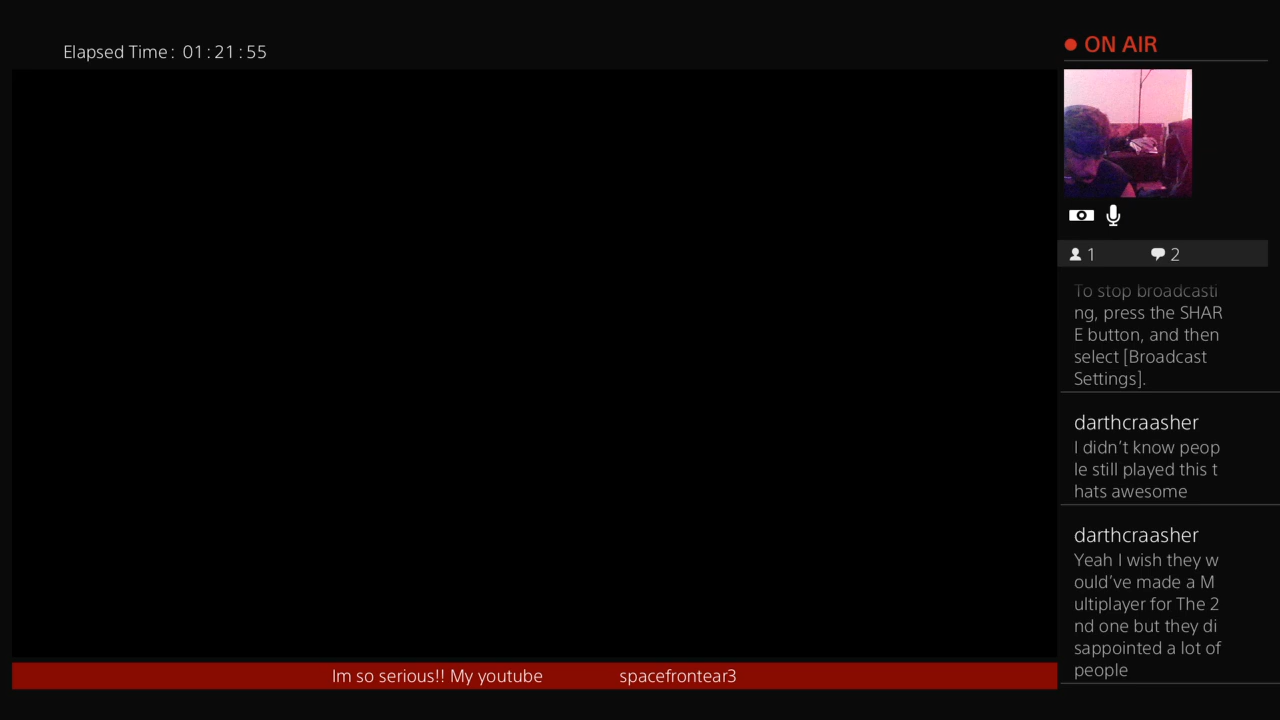 Elapsed Time: 01:21:55
ON AIR
1 2
To stop broadcasti
ng, press the SHAR
E button, and then
select [Broadcast
Settings].
darthcraasher
I didn't know peop
le still played this t
hats awesome
darthcraasher
Yeah I wish they w
ould've made a M
ultiplayer for The 2
nd one but they di
sappointed a lot of
people
Im so serious!! My youtube spacefrontear3